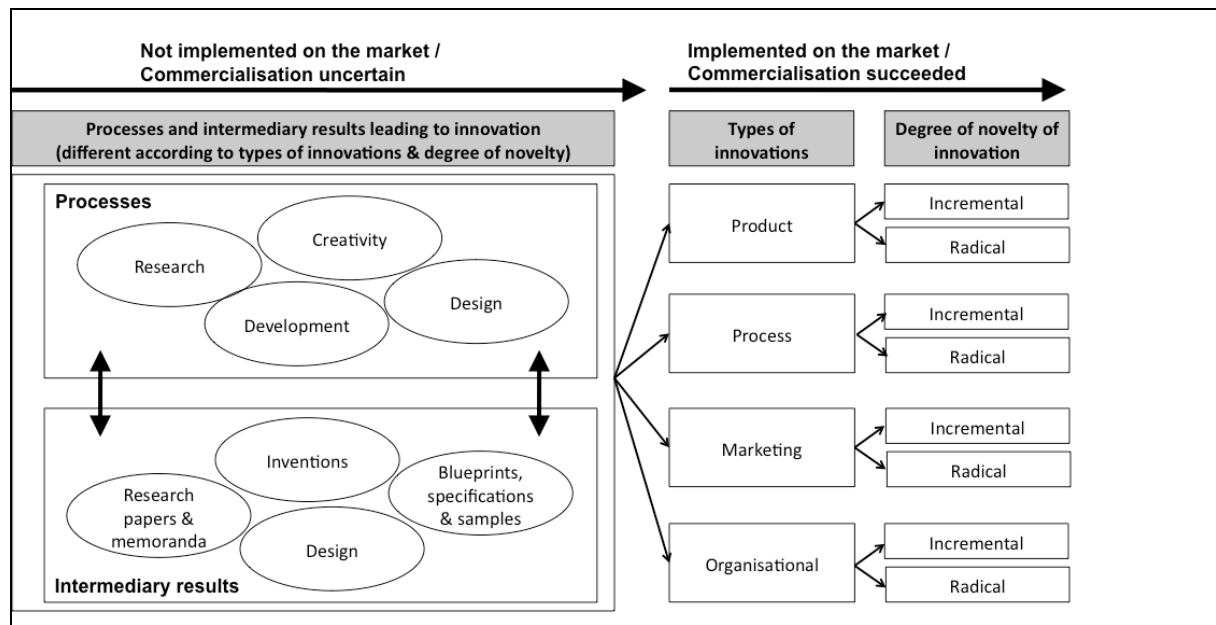 Not implemented on the market /
Commercialisation uncertain
Implemented on the market /
Commercialisation succeeded
Processes and intermediary results leading to innovation
(different according to types of innovations & degree of novelty)
Types of
innovations
Degree of novelty of
innovation
Processes
Creativity
Research
Design
Development
Inventions
Blueprints,
specifications
& samples
Research
papers &
memoranda
Design
Intermediary results
Product
Incremental
Radical
Process
Incremental
Radical
Marketing
Incremental
Radical
Organisational
Incremental
Radical